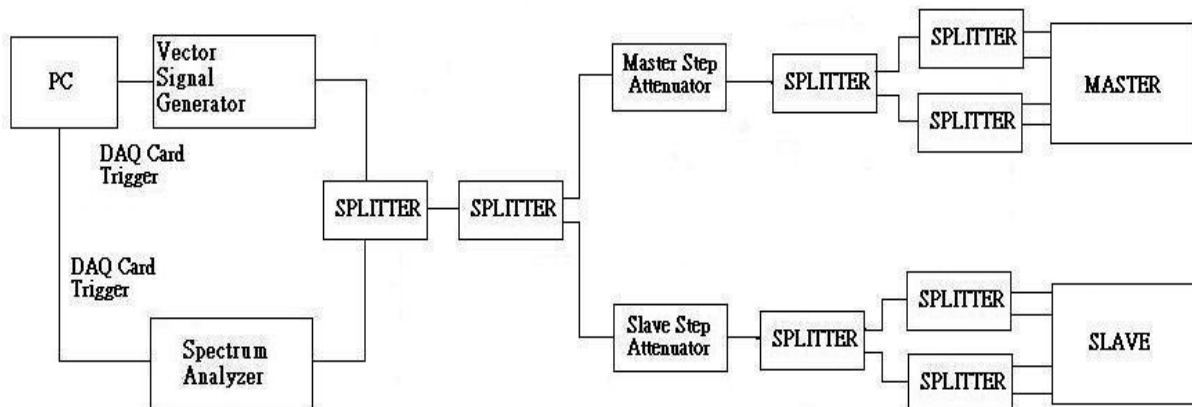 PC
Vector
Signal
Generator
DAQ Card
Trigger
DAQ Card
Trigger
Spectrum
Analyzer
SPLITTER
SPLITTER
Master Step
Attenuator
SPLITTER
SPLITTER
SPLITTER
MASTER
Slave Step
Attenuator
SPLITTER
SPLITTER
SPLITTER
SLAVE